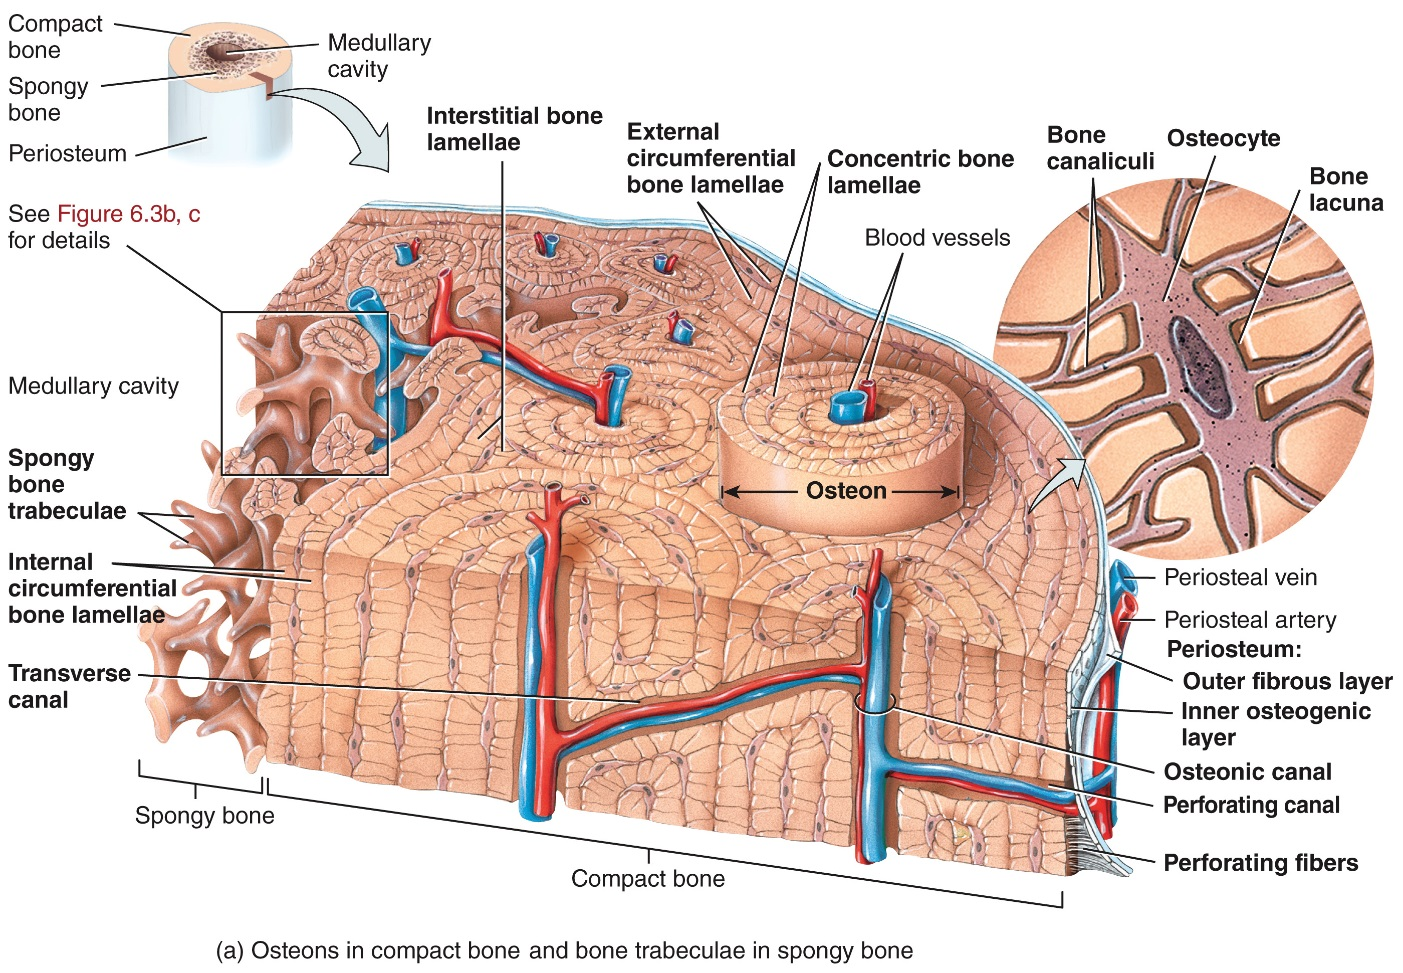 Compact
bone
Medullary
cavity
Spongy
bone
Periosteum
See Figure 6.3b, c
for details
Interstitial bone
lamellae
External
circumferential
bone lamellae
Concentric bone
lamellae
Blood vessels
Bone
canaliculi
Osteocyte
Bone
lacuna
Medullary cavity
Spongy
bone
trabeculae
Osteon
Internal
circumferential
bone lamellae
Transverse
canal
Periosteal vein
Periosteal artery
Periosteum:
Outer fibrous layer
Inner osteogenic
layer
Osteonic canal
Perforating canal
Perforating fibers
Spongy bone
Compact bone
(a) Osteons in compact bone and bone trabeculae in spongy bone